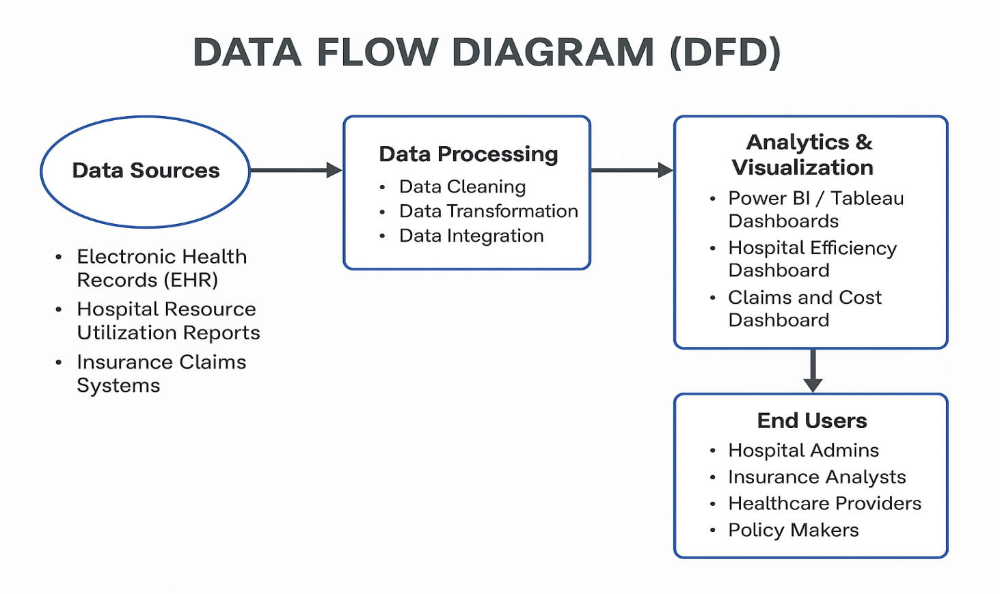 DATA FLOW DIAGRAM (DFD)
Data Sources
• Electronic Health
Records (EHR)
• Hospital Resource
Utilization Reports
• Insurance Claims
Systems
Data Processing
• Data Cleaning
• Data Transformation
• Data Integration
Analytics &
Visualization
• Power BI / Tableau
Dashboards
• Hospital Efficiency
Dashboard
• Claims and Cost
Dashboard
End Users
• Hospital Admins
• Insurance Analysts
• Healthcare Providers
• Policy Makers